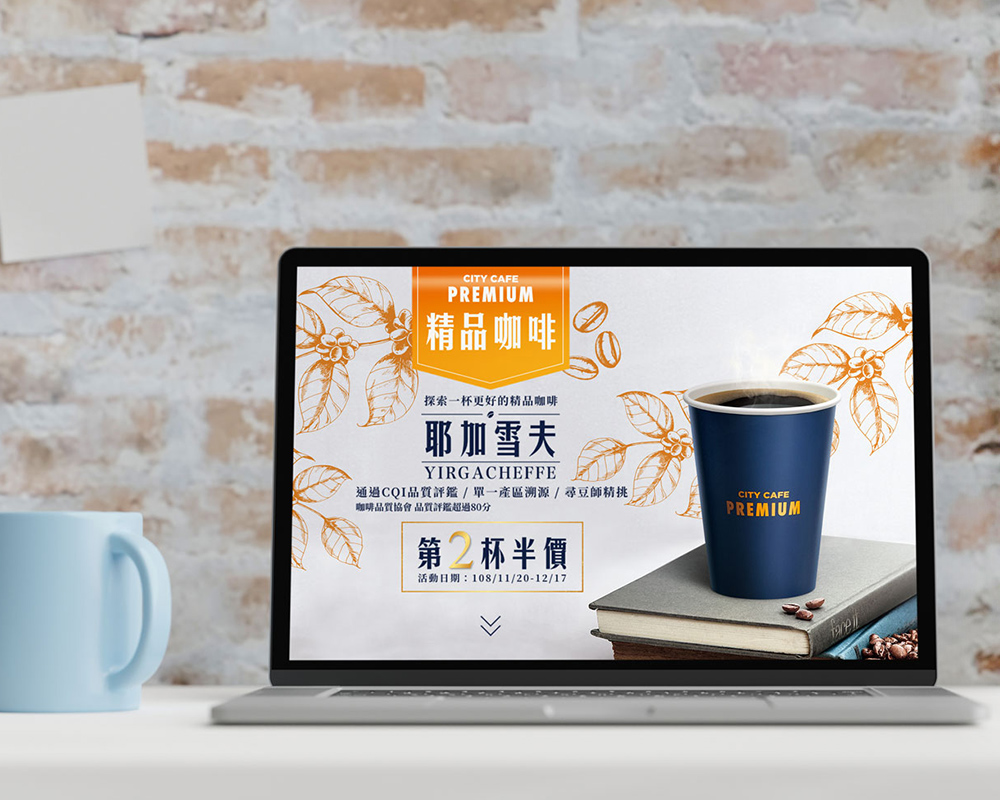 CITY CAFE
PREMIUM
精品咖啡
探索一杯更好的精品咖啡
耶加雪夫
YIRGACHEFFE
通過CQI品質評鑑 / 單一產區溯源 / 尋豆師精挑
咖啡品質協會 品質評鑑超過80分
第2杯半價
活動日期：108/11/20-12/17
CITY CAFE
PREMIUM